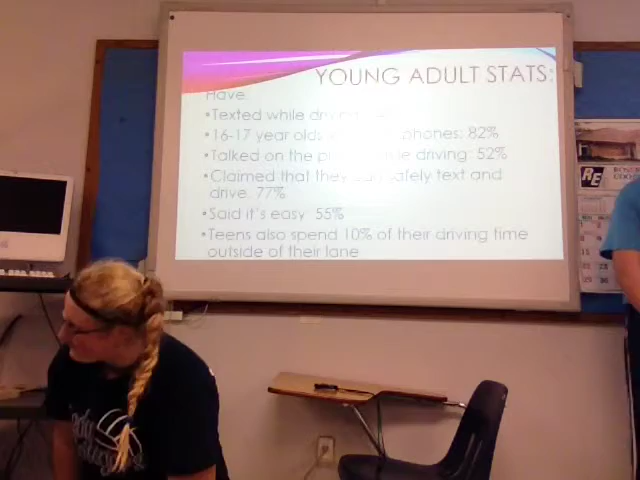 YOUNG ADULT STATS:
Have:
•Texted while driving
•16-17 year olds phones: 82%
•Talked on the while driving: 52%
•Claimed that they safely text and
drive: 77%
•Said it's easy: 55%
•Teens also spend 10% of their driving time
outside of their lane
RE